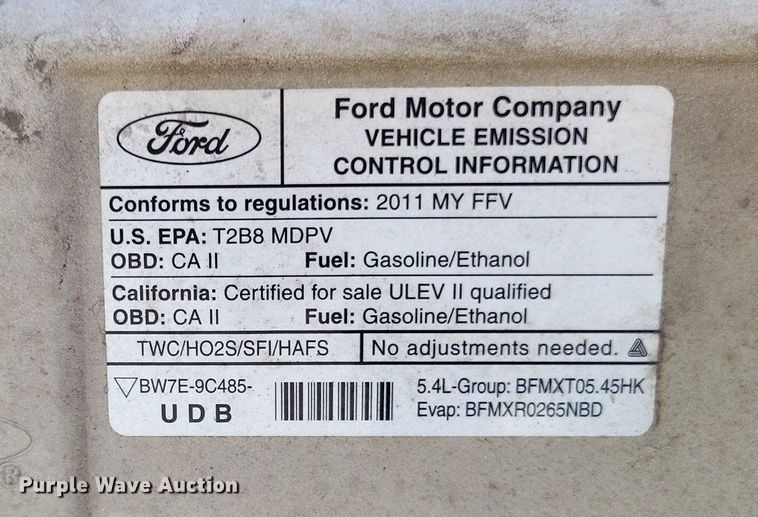 Ford
Ford Motor Company
VEHICLE EMISSION
CONTROL INFORMATION
Conforms to regulations: 2011 MY FFV
U.S. EPA: T2B8 MDPV
OBD: CA II Fuel: Gasoline/Ethanol
California: Certified for sale ULEV II qualified
OBD: CA II Fuel: Gasoline/Ethanol
TWC/HO2S/SFI/HAFS No adjustments needed.
BW7E-9C485- 5.4L-Group: BFMXT05.45HK
UDB Evap: BFMXR0265NBD
®
Purple Wave Auction